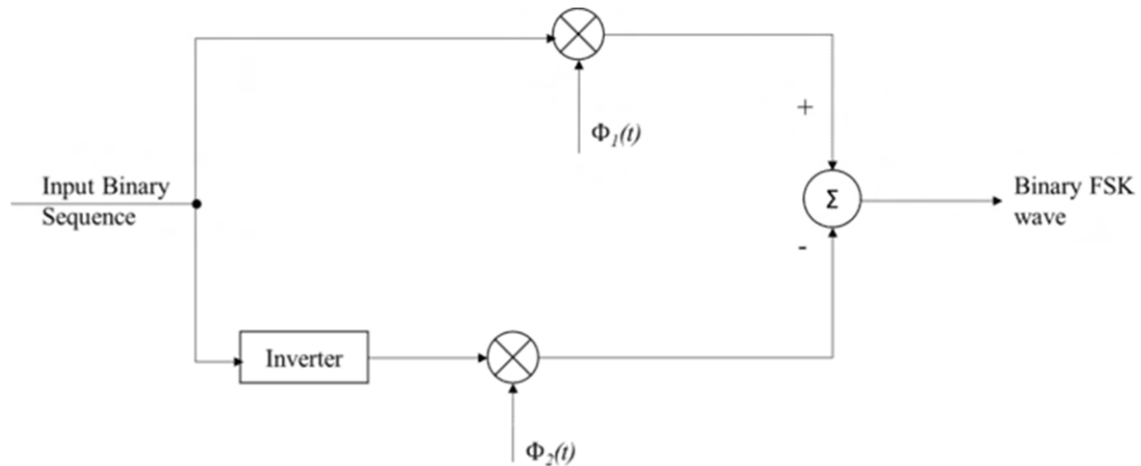 Φ1(t)
+
Input Binary
Sequence
Σ
Binary FSK
wave
-
Inverter
Φ2(t)